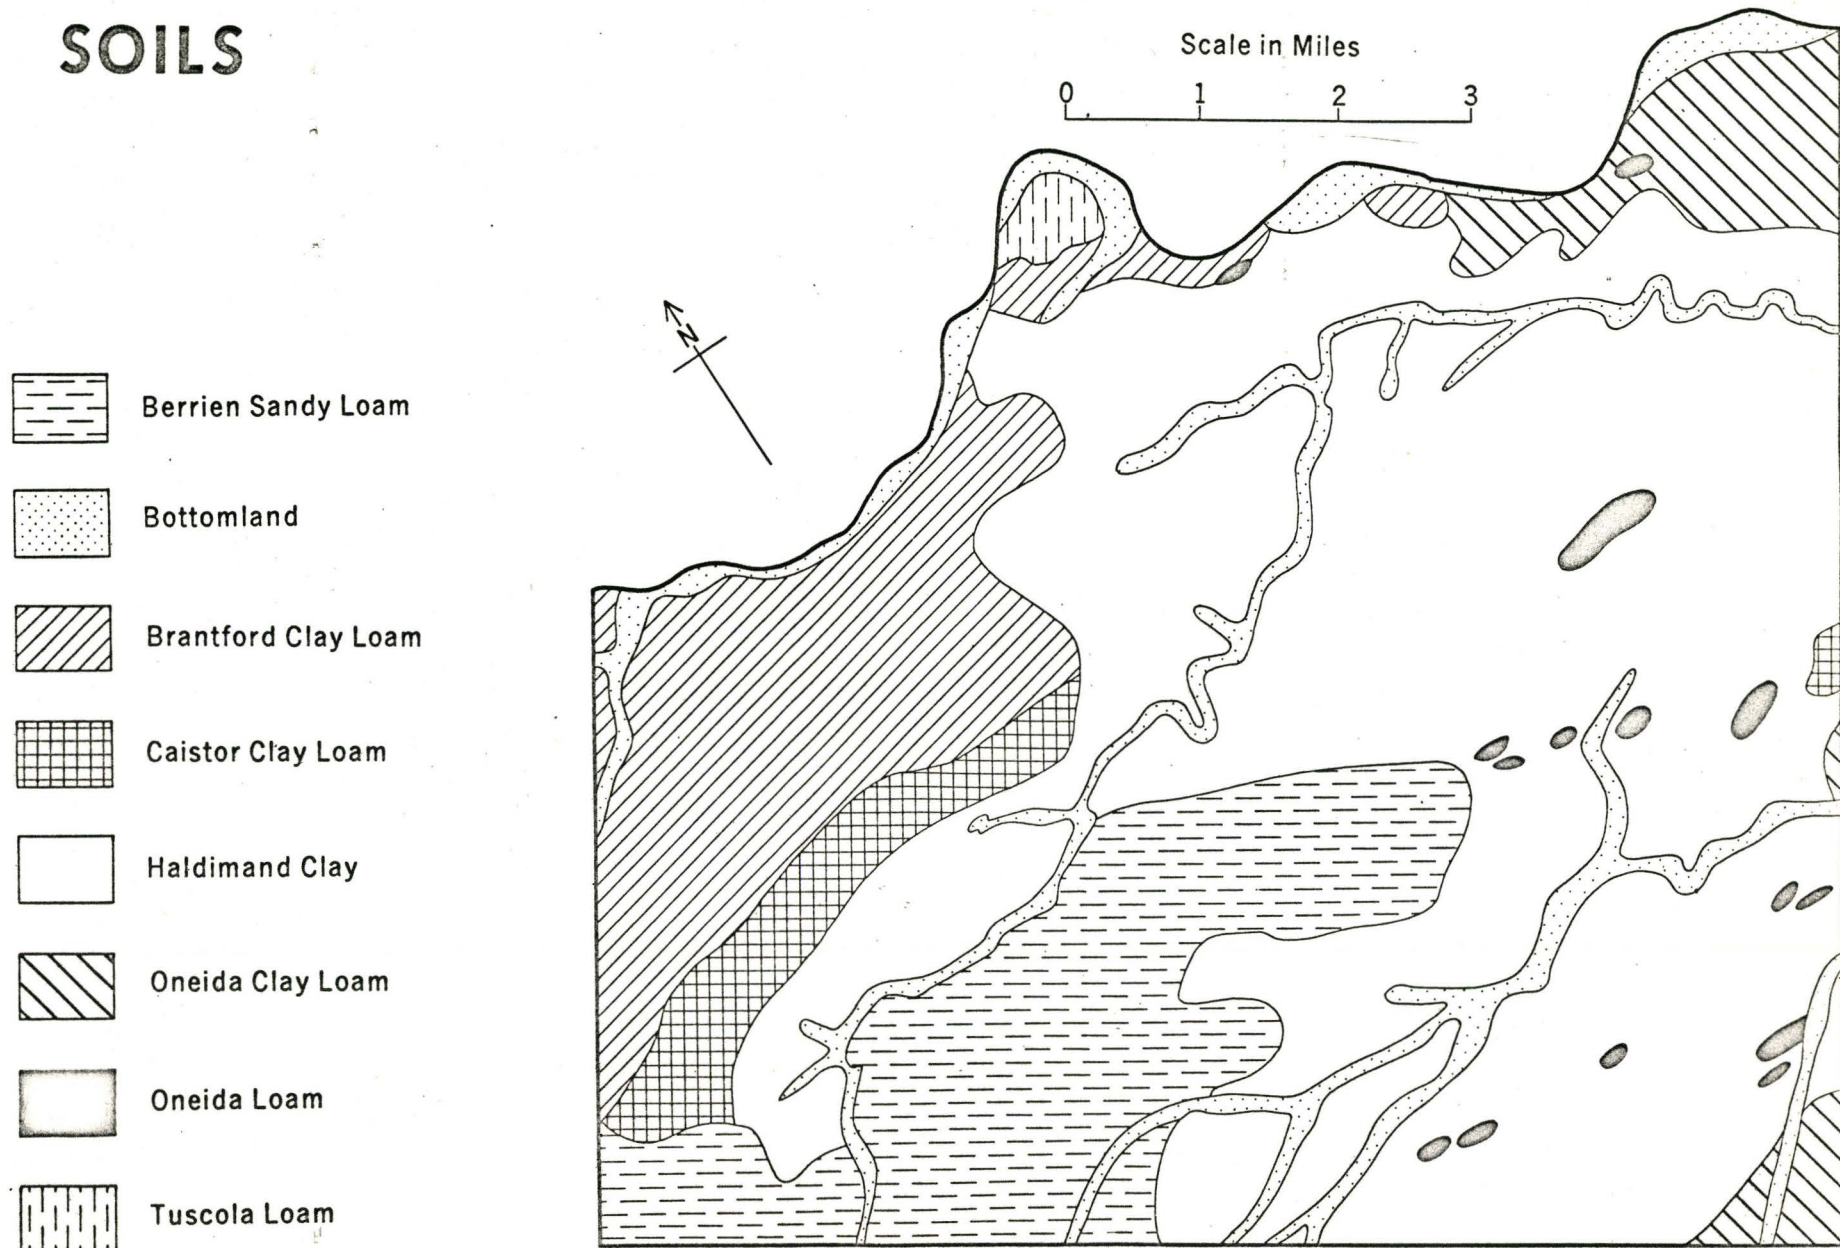 SOILS
Scale in Miles
0 1 2 3
N
Berrien Sandy Loam
Bottomland
Brantford Clay Loam
Caistor Clay Loam
Haldimand Clay
Oneida Clay Loam
Oneida Loam
Tuscola Loam